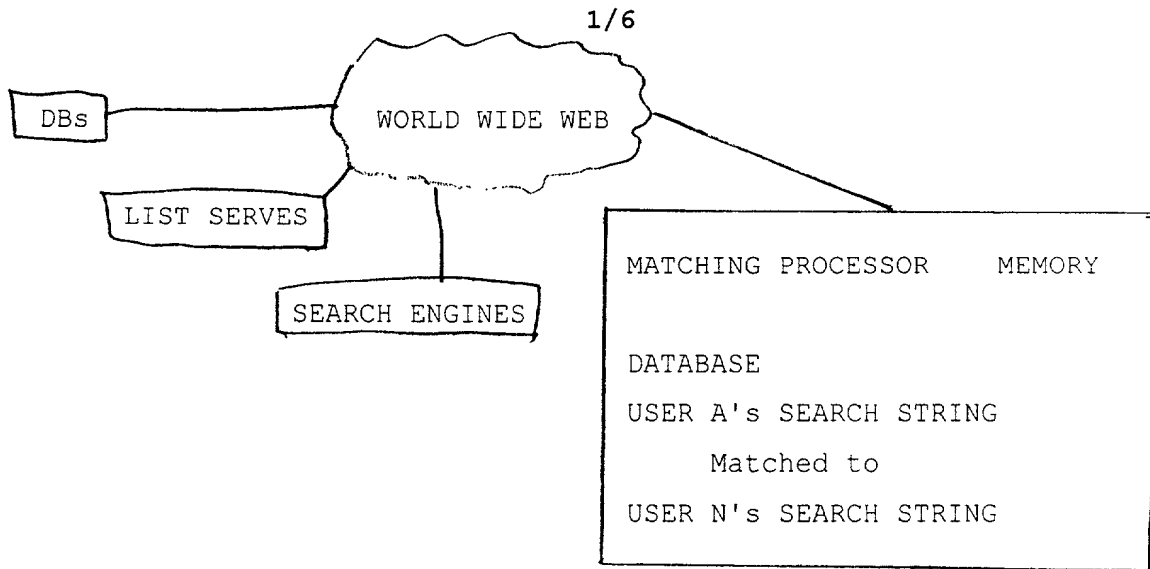 1/6
DBs
WORLD WIDE WEB
LIST SERVES
SEARCH ENGINES
MATCHING PROCESSOR MEMORY
DATABASE
USER A's SEARCH STRING
Matched to
USER N's SEARCH STRING